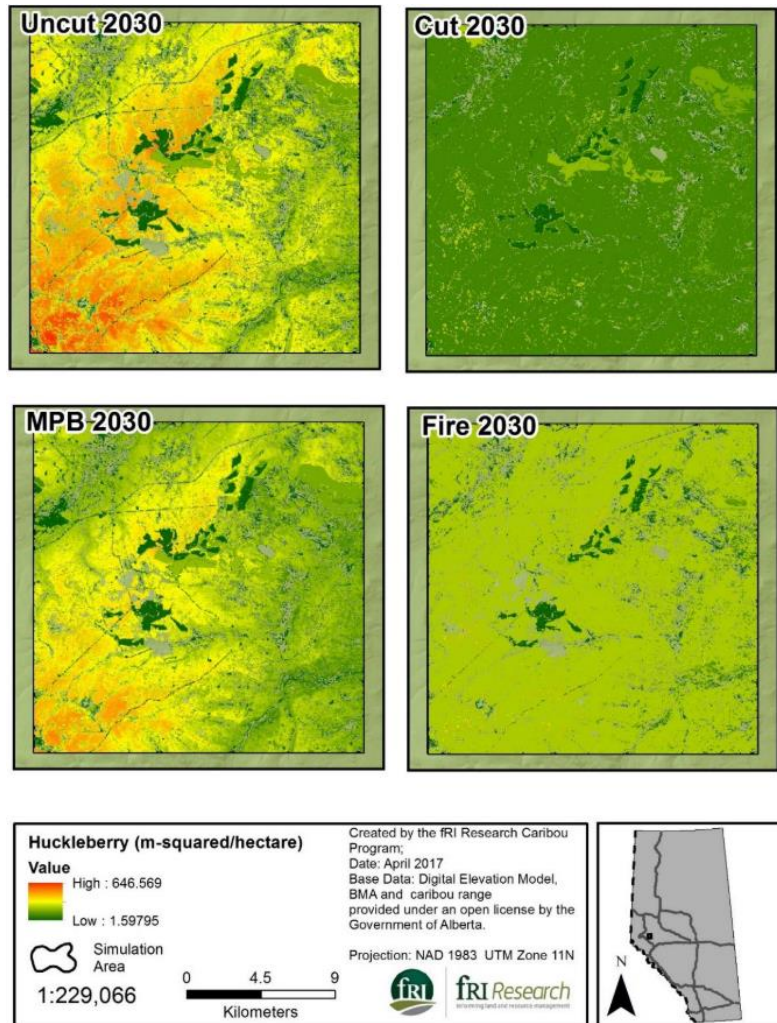 Uncut 2030
Cut 2030
MPB 2030
Fire 2030
Huckleberry (m-squared/hectare)
Value
High : 646.569
Low : 1.59795
Simulation
Area
1:229,066
0 4.5 9
Kilometers
Created by the fRI Research Caribou
Program;
Date: April 2017
Base Data: Digital Elevation Model,
BMA and caribou range
provided under an open license by the
Government of Alberta.
Projection: NAD 1983 UTM Zone 11N
fRI
fRI Research
N